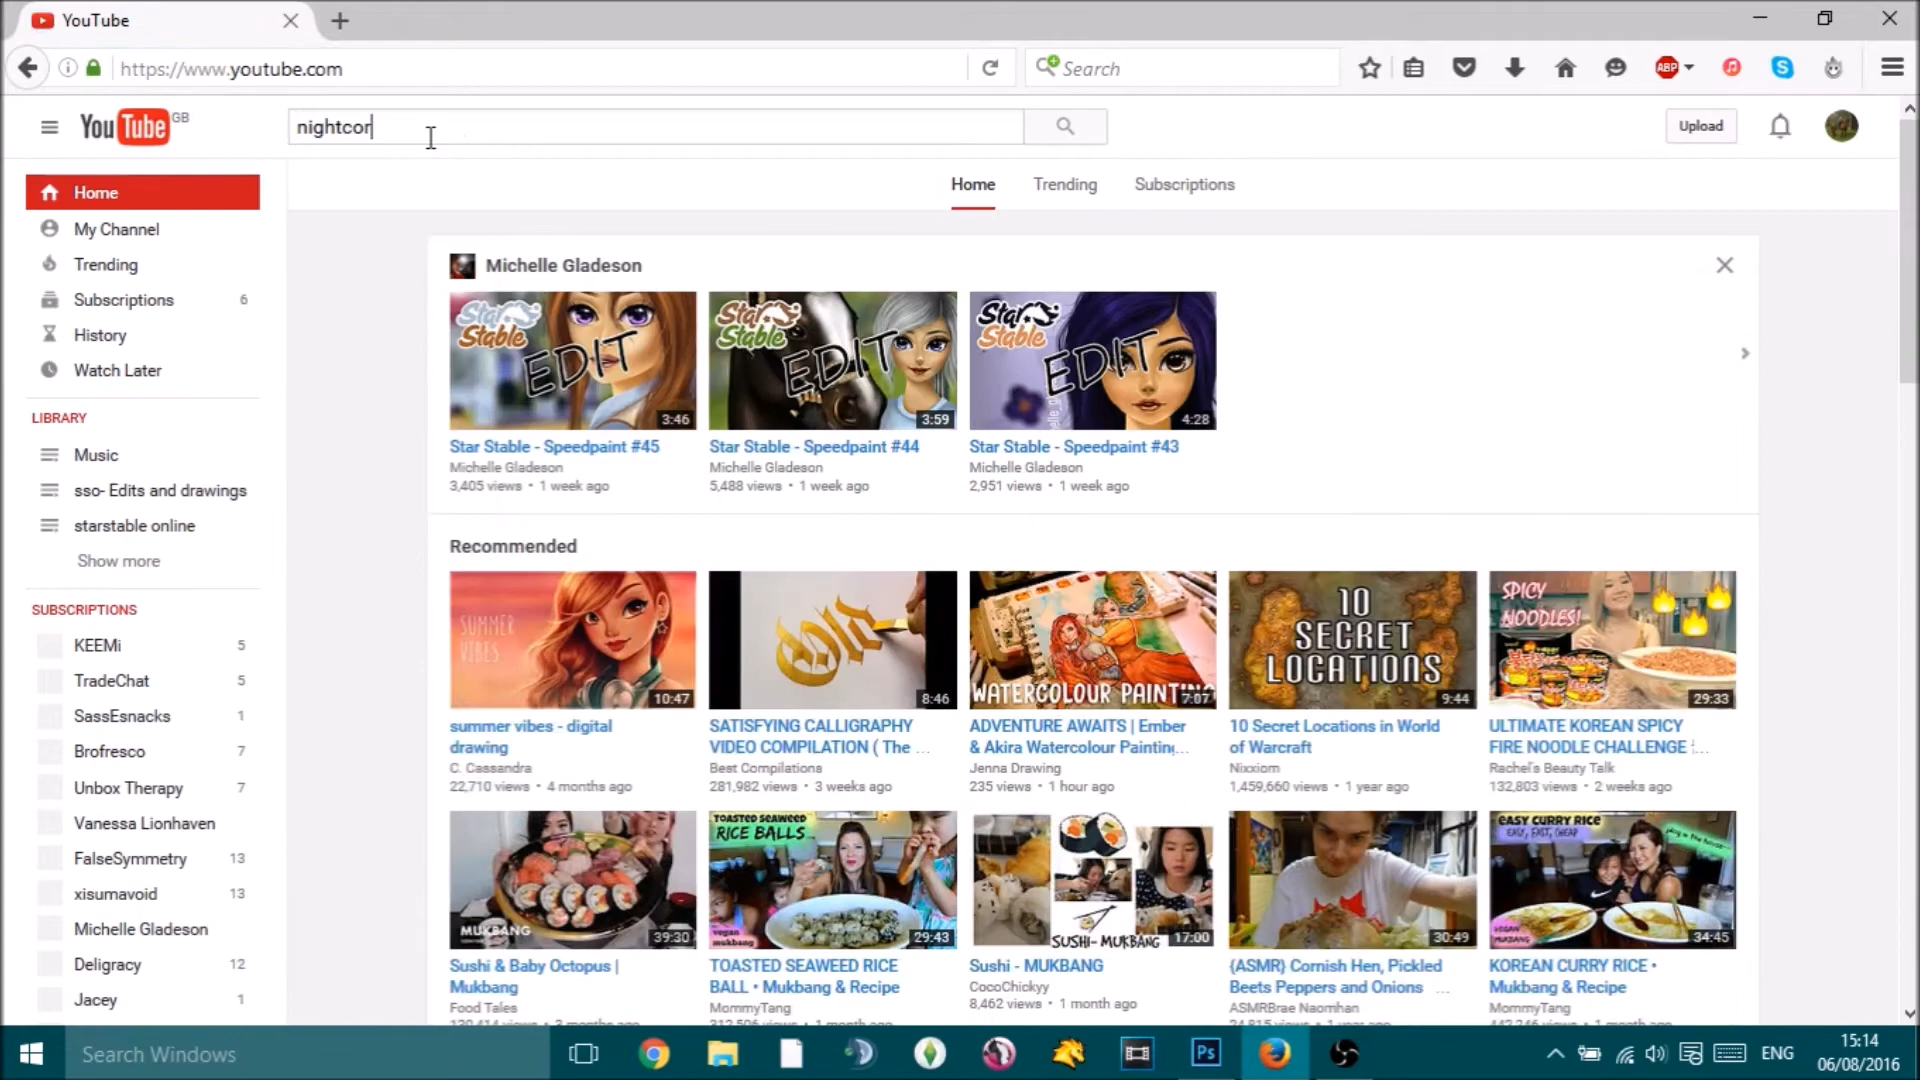 YouTube
https://www.youtube.com
Search
ABP
YouTube GB
nightcor
Upload
Home
My Channel
Trending
Subscriptions 6
History
Watch Later
LIBRARY
Music
sso- Edits and drawings
starstable online
Show more
SUBSCRIPTIONS
KEEMi 5
TradeChat 5
SassEsnacks 1
Brofresco 7
Unbox Therapy 7
Vanessa Lionhaven
FalseSymmetry 13
xisumavoid 13
Michelle Gladeson
Deligracy 12
Jacey 1
Home Trending Subscriptions
Michelle Gladeson
Star Stable EDIT 3:46
Star Stable EDIT 3:59
Star Stable EDIT 4:28
Star Stable - Speedpaint #45
Michelle Gladeson
3,405 views • 1 week ago
Star Stable - Speedpaint #44
Michelle Gladeson
5,488 views • 1 week ago
Star Stable - Speedpaint #43
Michelle Gladeson
2,951 views • 1 week ago
Recommended
SUMMER
VIBES
10:47
summer vibes - digital
drawing
C. Cassandra
22,710 views • 4 months ago
8:46
SATISFYING CALLIGRAPHY
VIDEO COMPILATION ( The ...
Best Compilations
281,982 views • 3 weeks ago
WATERCOLOUR PAINTING
7:07
ADVENTURE AWAITS | Ember
& Akira Watercolour Painting...
Jenna Drawing
235 views • 1 hour ago
10
SECRET
LOCATIONS
9:44
10 Secret Locations in World
of Warcraft
Nixxiom
1,459,660 views • 1 year ago
SPICY
NOODLES!
29:33
ULTIMATE KOREAN SPICY
FIRE NOODLE CHALLENGE ...
Rachel's Beauty Talk
132,803 views • 2 weeks ago
MUKBANG
39:30
Sushi & Baby Octopus |
Mukbang
Food Tales
TOASTED SEAWEED
RICE BALLS
vegan
mukbang
29:43
TOASTED SEAWEED RICE
BALL • Mukbang & Recipe
MommyTang
SUSHI- MUKBANG
17:00
Sushi - MUKBANG
CocoChickyy
8,462 views • 1 month ago
30:49
{ASMR} Cornish Hen, Pickled
Beets Peppers and Onions ...
ASMRBrae Naomhan
EASY CURRY RICE
EASY, FAST, CHEAP
VEGAN
MUKBANG
34:45
KOREAN CURRY RICE •
Mukbang & Recipe
MommyTang
Search Windows
Ps
ENG
15:14
06/08/2016